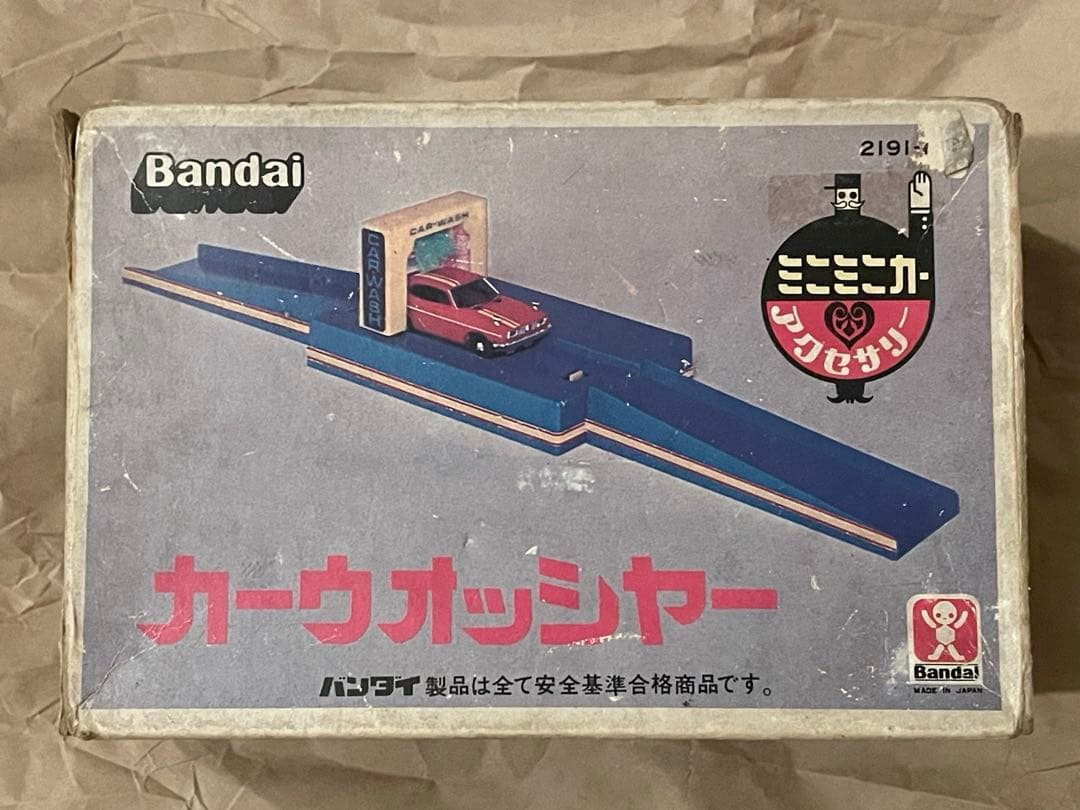 Bandai
2191-
CAR-WASH
CAR WASH
ミニミニカー
アクセサリー
カーウオッシャー
バンダイ製品は全て安全基準合格商品です。
Bandai
MADE IN JAPAN